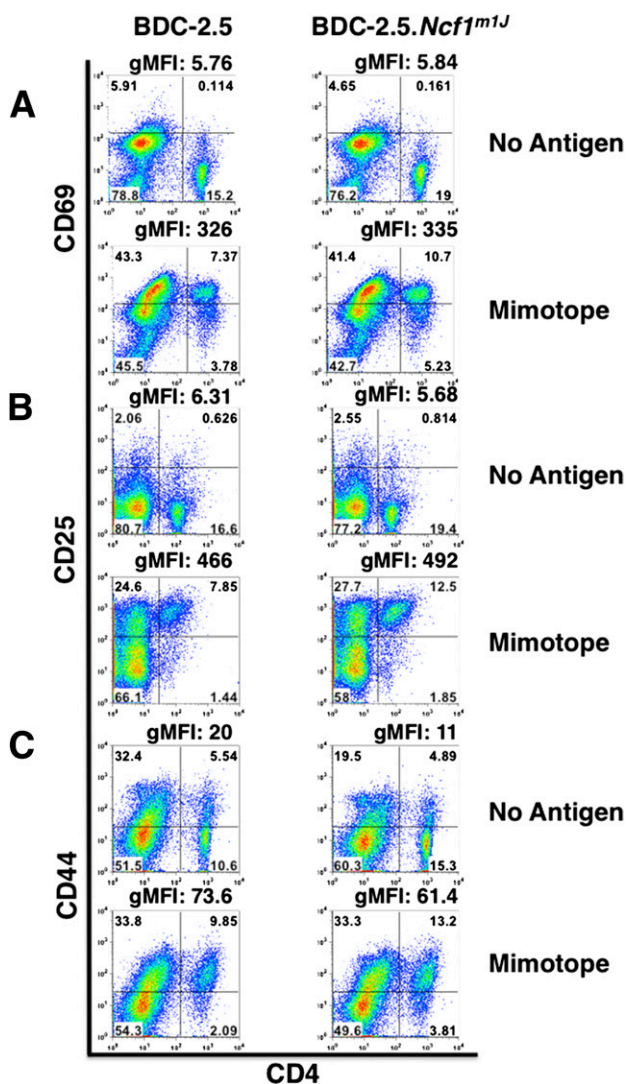 BDC-2.5 BDC-2.5.Ncf1m1J
A
CD69
gMFI: 5.76 gMFI: 5.84
5.91 0.114 4.65 0.161
No Antigen
78.8 15.2 76.2 19
gMFI: 326 gMFI: 335
43.3 7.37 41.4 10.7
Mimotope
45.5 3.78 42.7 5.23
B
CD25
gMFI: 6.31 gMFI: 5.68
2.06 0.626 2.55 0.814
No Antigen
80.7 16.6 77.2 19.4
gMFI: 466 gMFI: 492
24.6 7.85 27.7 12.5
Mimotope
66.1 1.44 58 1.85
C
CD44
gMFI: 20 gMFI: 11
32.4 5.54 19.5 4.89
No Antigen
51.5 10.6 60.3 15.3
gMFI: 73.6 gMFI: 61.4
33.8 9.85 33.3 13.2
Mimotope
54.3 2.09 49.6 3.81
CD4